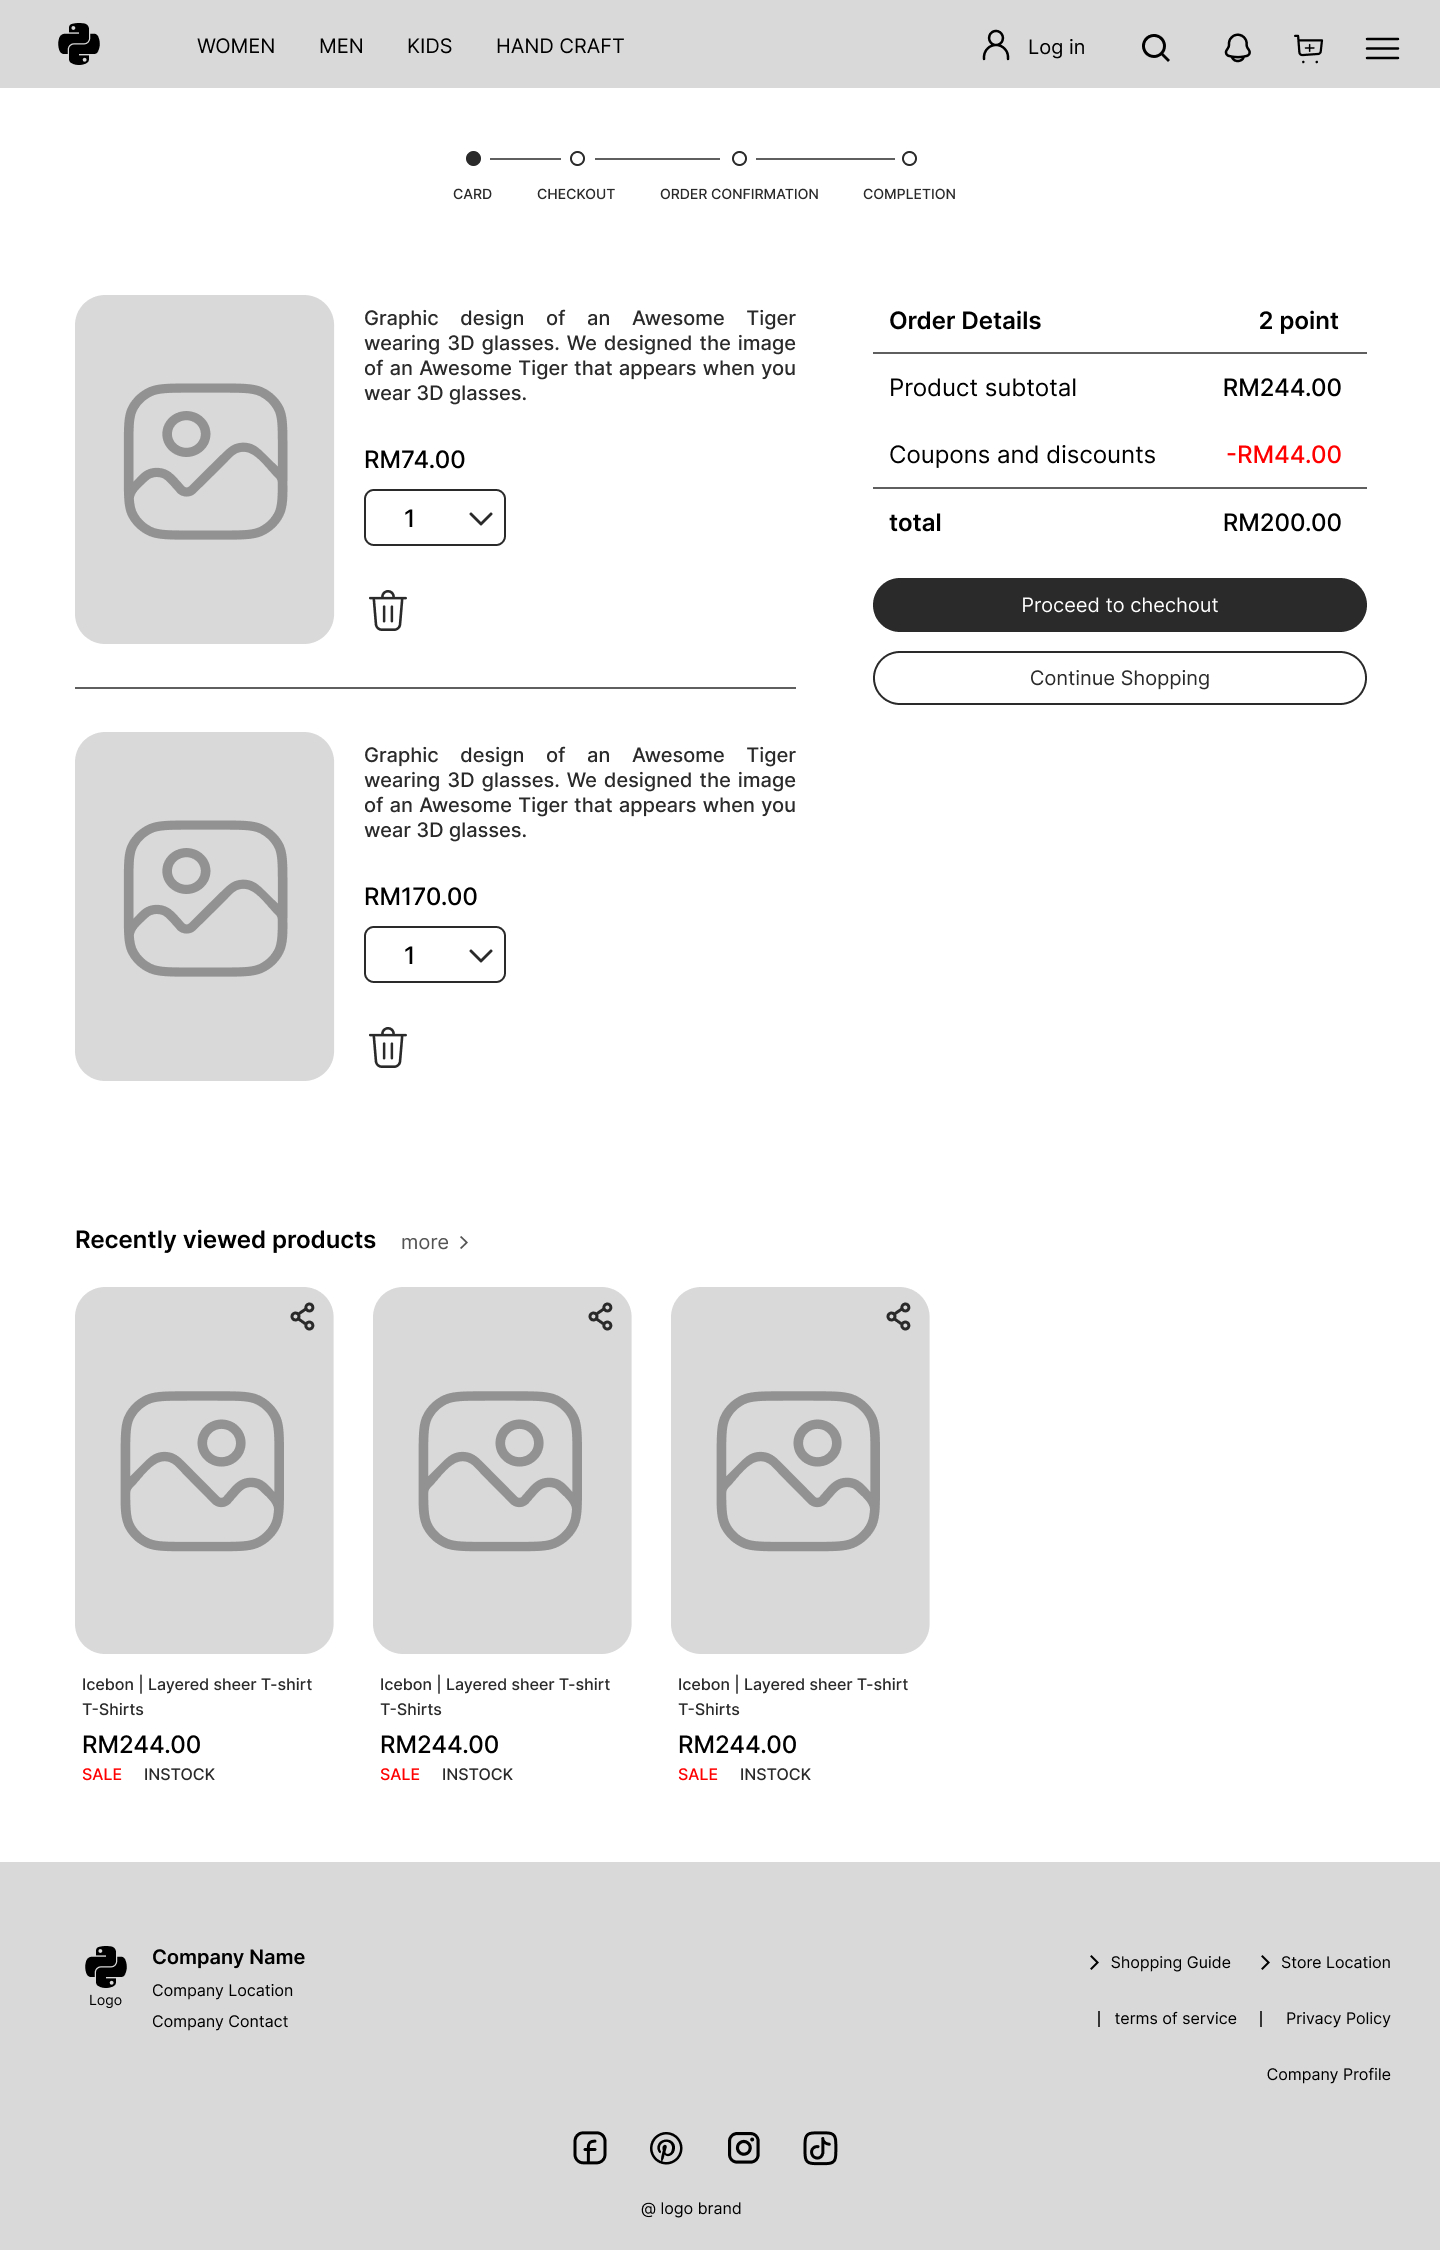 WOMEN MEN KIDS HAND CRAFT Log in
CARD CHECKOUT ORDER CONFIRMATION COMPLETION
Graphic design of an Awesome Tiger
wearing 3D glasses. We designed the image
of an Awesome Tiger that appears when you
wear 3D glasses.
RM74.00
1
Graphic design of an Awesome Tiger
wearing 3D glasses. We designed the image
of an Awesome Tiger that appears when you
wear 3D glasses.
RM170.00
1
Order Details 2 point
Product subtotal RM244.00
Coupons and discounts -RM44.00
total RM200.00
Proceed to chechout
Continue Shopping
Recently viewed products more >
Icebon | Layered sheer T-shirt
T-Shirts
RM244.00
SALE INSTOCK
Icebon | Layered sheer T-shirt
T-Shirts
RM244.00
SALE INSTOCK
Icebon | Layered sheer T-shirt
T-Shirts
RM244.00
SALE INSTOCK
Logo
Company Name
Company Location
Company Contact
> Shopping Guide > Store Location
| terms of service | Privacy Policy
Company Profile
@ logo brand